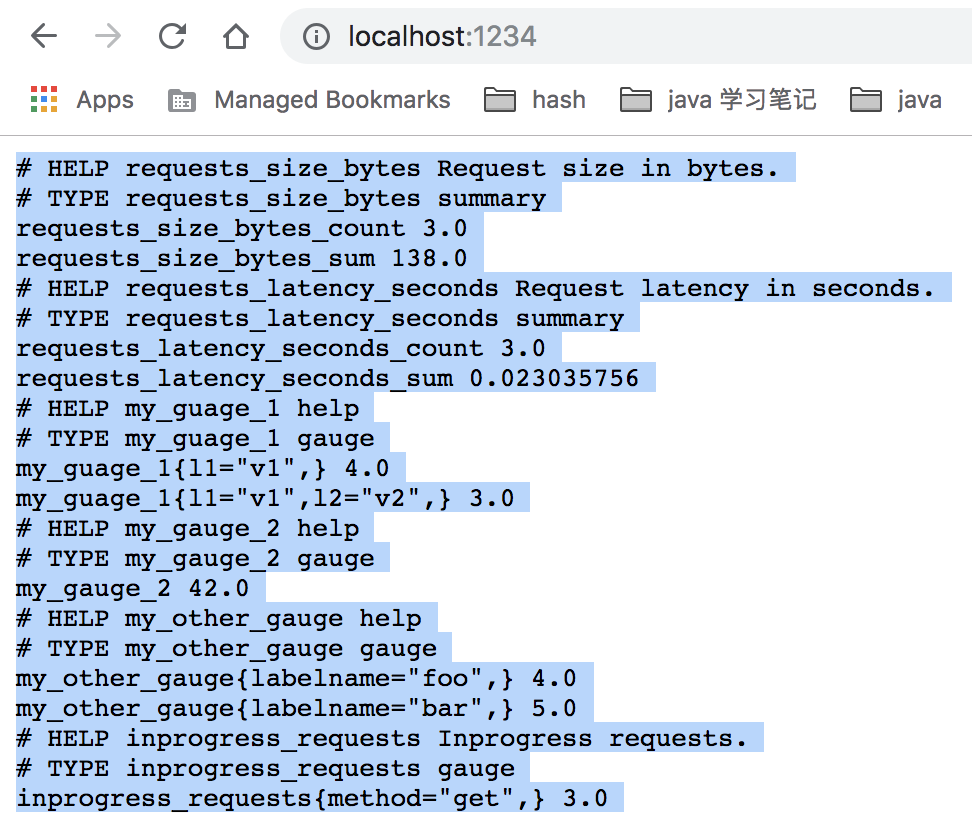 localhost:1234
Apps Managed Bookmarks hash java 学习笔记 java
# HELP requests_size_bytes Request size in bytes.
# TYPE requests_size_bytes summary
requests_size_bytes_count 3.0
requests_size_bytes_sum 138.0
# HELP requests_latency_seconds Request latency in seconds.
# TYPE requests_latency_seconds summary
requests_latency_seconds_count 3.0
requests_latency_seconds_sum 0.023035756
# HELP my_guage_1 help
# TYPE my_guage_1 gauge
my_guage_1{l1="v1",} 4.0
my_guage_1{l1="v1",l2="v2",} 3.0
# HELP my_gauge_2 help
# TYPE my_gauge_2 gauge
my_gauge_2 42.0
# HELP my_other_gauge help
# TYPE my_other_gauge gauge
my_other_gauge{labelname="foo",} 4.0
my_other_gauge{labelname="bar",} 5.0
# HELP inprogress_requests Inprogress requests.
# TYPE inprogress_requests gauge
inprogress_requests{method="get",} 3.0